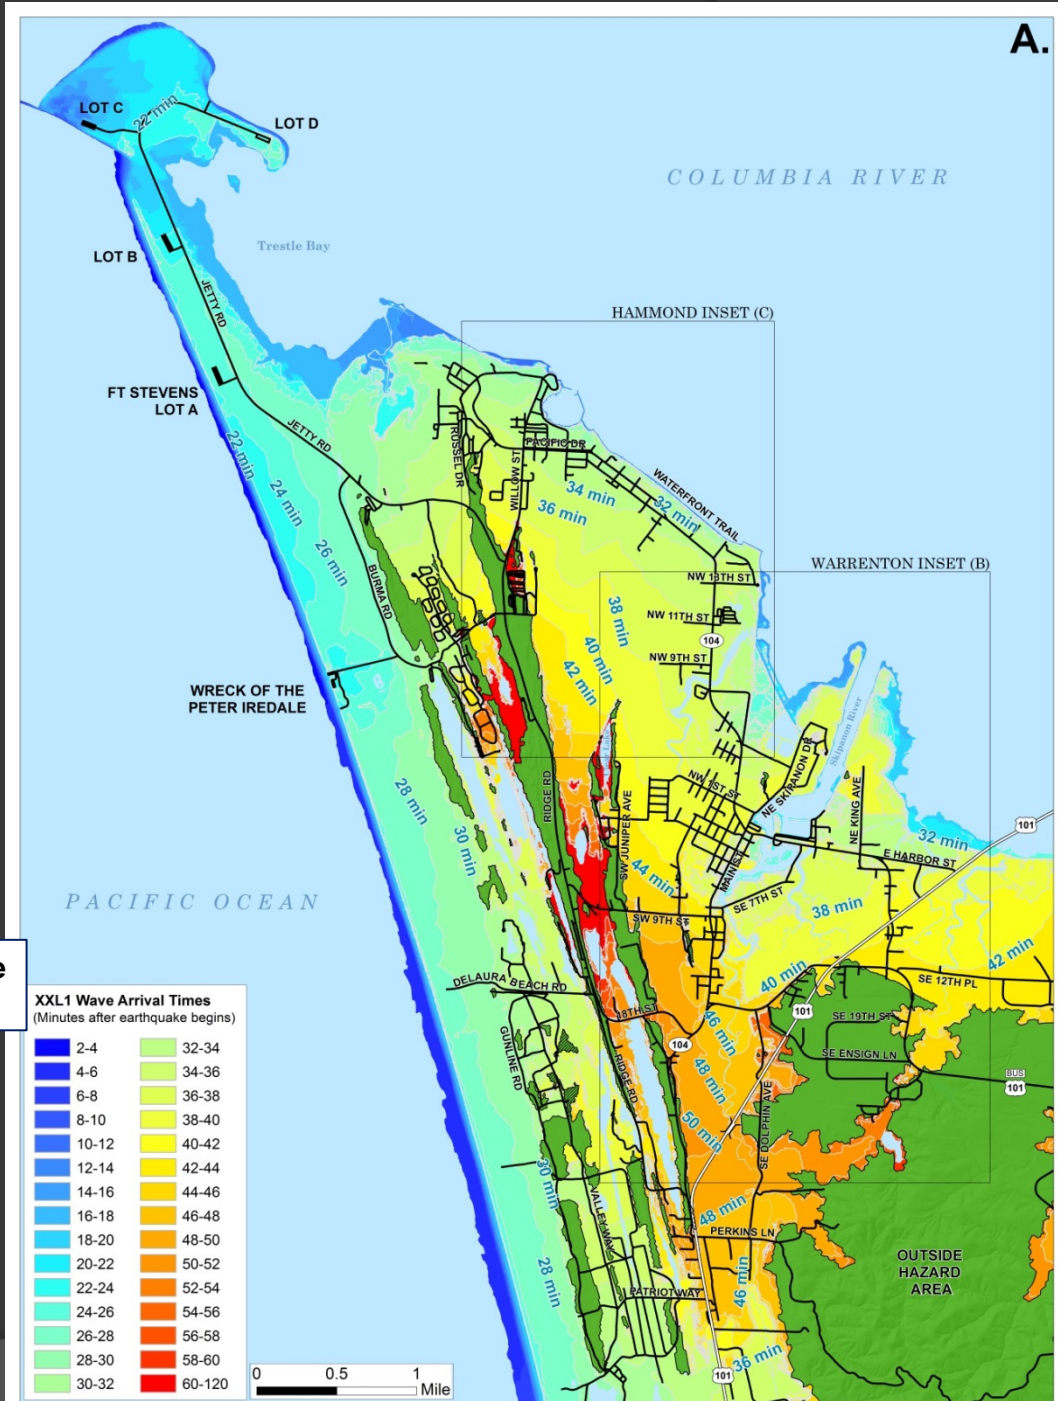 A.
LOT C
22 min
LOT D
COLUMBIA RIVER
LOT B
Trestle Bay
JETTY RD
HAMMOND INSET (C)
FT STEVENS
LOT A
JETTY RD
22 min
24 min
26 min
RUSSEL DR
WILLOW ST
PACIFIC DR
34 min
32 min
36 min
WATERFRONT TRAIL
WARRENTON INSET (B)
BURMA RD
NW 13TH ST
38 min
NW 11TH ST
104
40 min
NW 9TH ST
42 min
WRECK OF THE
PETER IREDALE
Skipanon River
28 min
RIDGE RD
NW 1ST ST
NE SKIPANON DR
NE KING AVE
SW JUNIPER AVE
30 min
101
32 min
E HARBOR ST
44 min
MAIN ST
SE 7TH ST
PACIFIC OCEAN
38 min
SW 9TH ST
42 min
e
DELAURA BEACH RD
40 min
SE 12TH PL
18TH ST
101
SE 19TH ST
46 min
GUNLINE RD
104
SE ENSIGN LN
RIDGE RD
48 min
BUS
101
50 min
SE DOLPHIN AVE
30 min
VALLEY WAY
48 min
PERKINS LN
OUTSIDE
HAZARD
AREA
28 min
46 min
PATRIOT WAY
36 min
101
XXL1 Wave Arrival Times
(Minutes after earthquake begins)
2-4
4-6
6-8
8-10
10-12
12-14
14-16
16-18
18-20
20-22
22-24
24-26
26-28
28-30
30-32
32-34
34-36
36-38
38-40
40-42
42-44
44-46
46-48
48-50
50-52
52-54
54-56
56-58
58-60
60-120
0 0.5 1
Mile